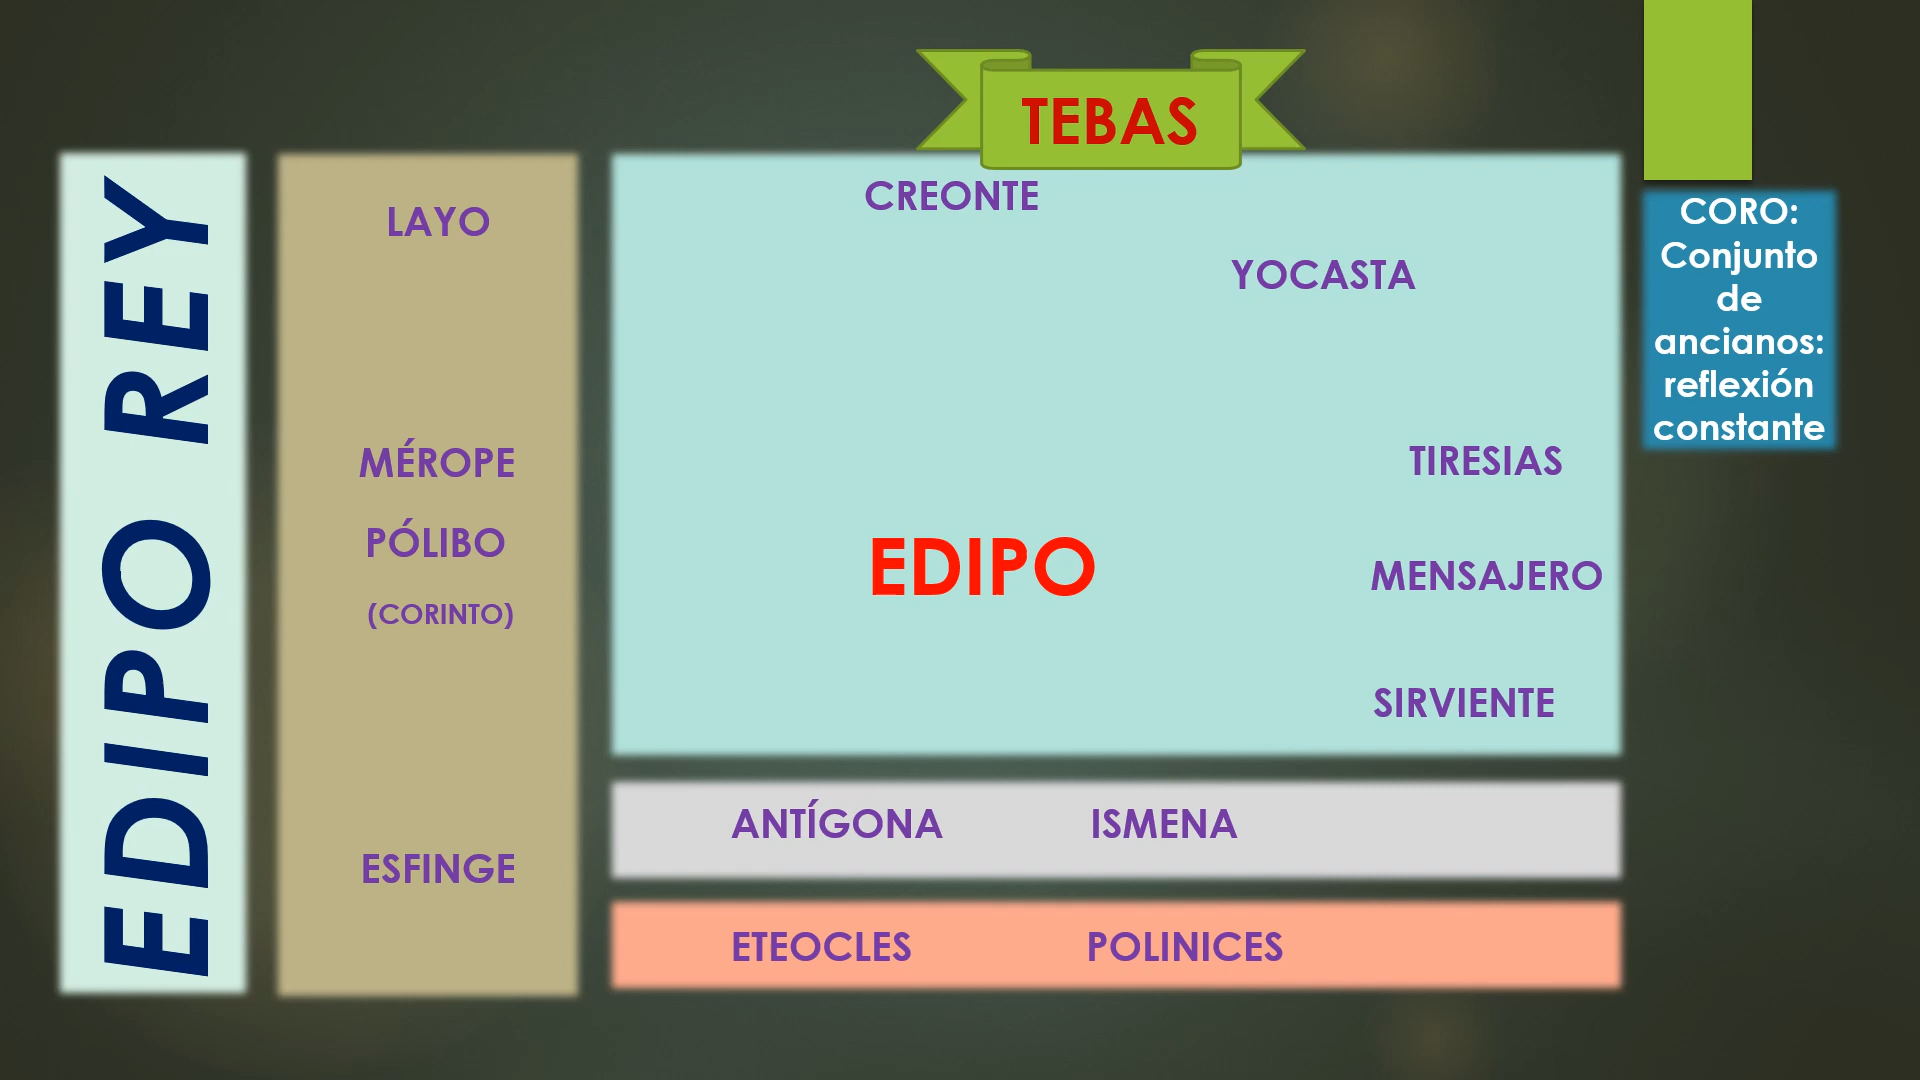 EDIPO REY
TEBAS
LAYO
MÉROPE
PÓLIBO
(CORINTO)
ESFINGE
CREONTE
YOCASTA
TIRESIAS
EDIPO
MENSAJERO
SIRVIENTE
ANTÍGONA ISMENA
ETEOCLES POLINICES
CORO:
Conjunto
de
ancianos:
reflexión
constante